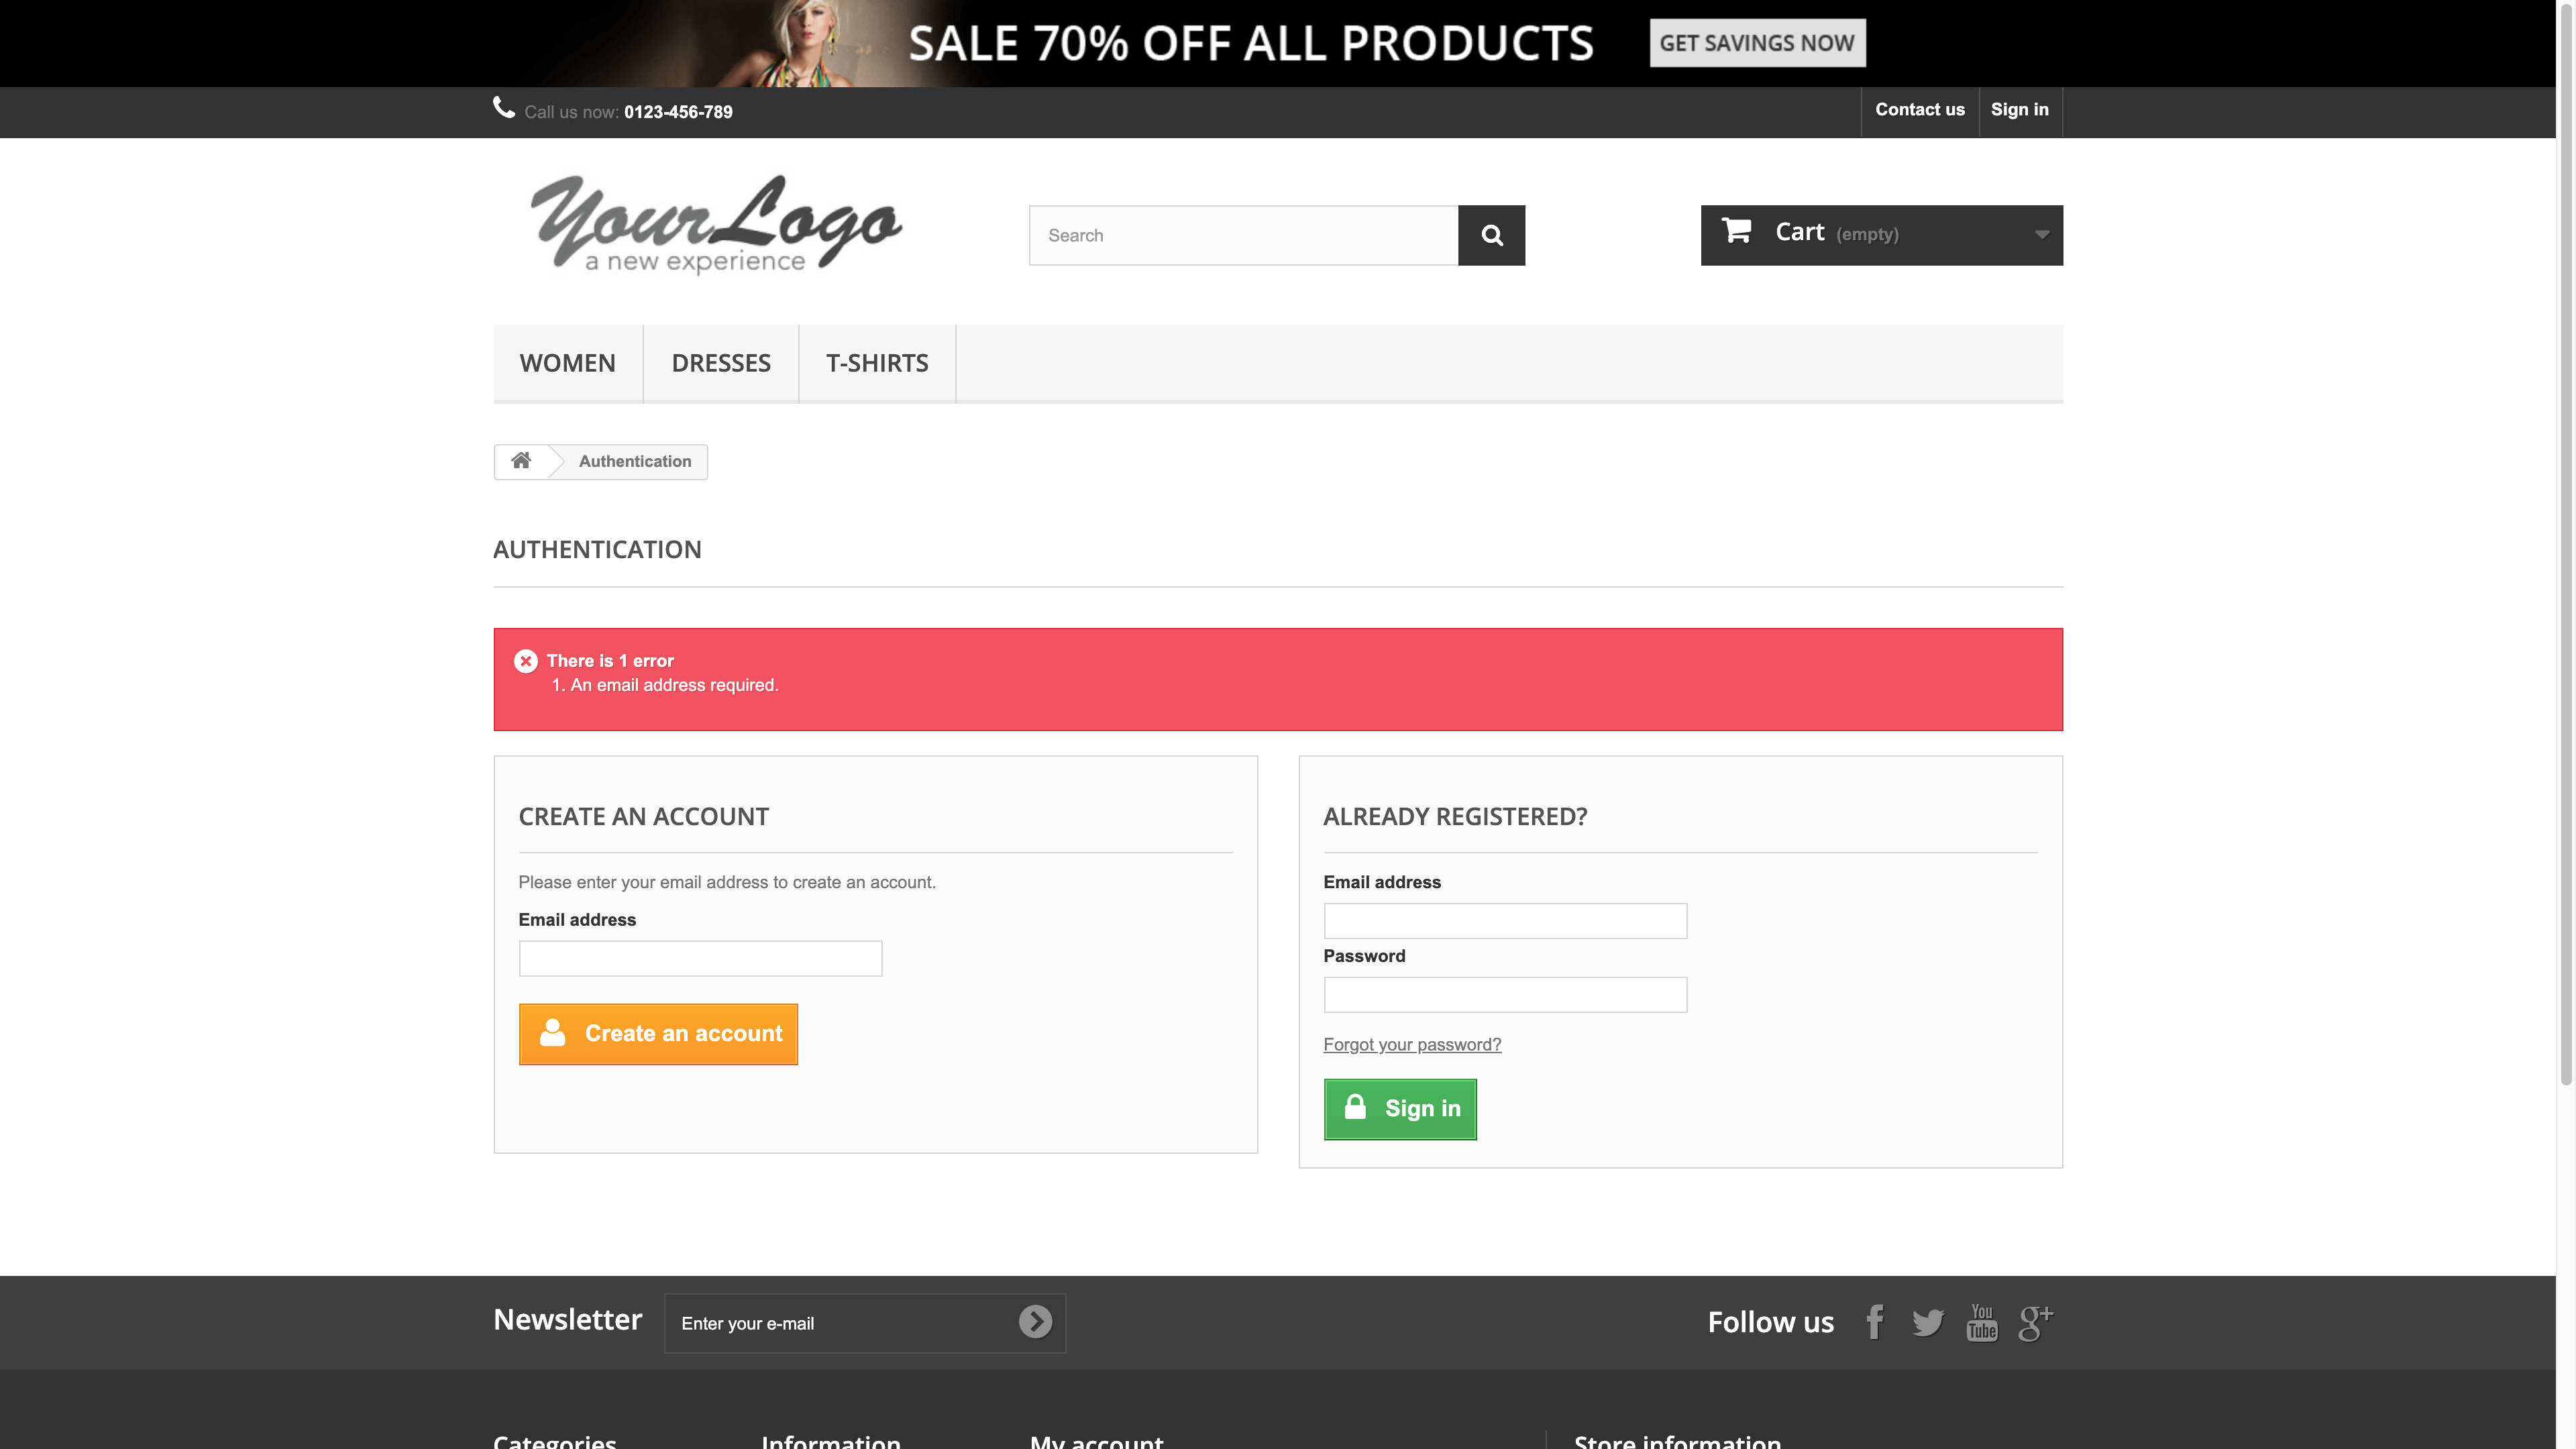 SALE 70% OFF ALL PRODUCTS GET SAVINGS NOW
Call us now: 0123-456-789 Contact us Sign in
Your Logo
a new experience
Search
Cart (empty)
WOMEN DRESSES T-SHIRTS
Authentication
AUTHENTICATION
There is 1 error
1. An email address required.
CREATE AN ACCOUNT
Please enter your email address to create an account.
Email address
Create an account
ALREADY REGISTERED?
Email address
Password
Forgot your password?
Sign in
Newsletter Enter your e-mail Follow us
You
Tube
g+
Categories Information My account Store information